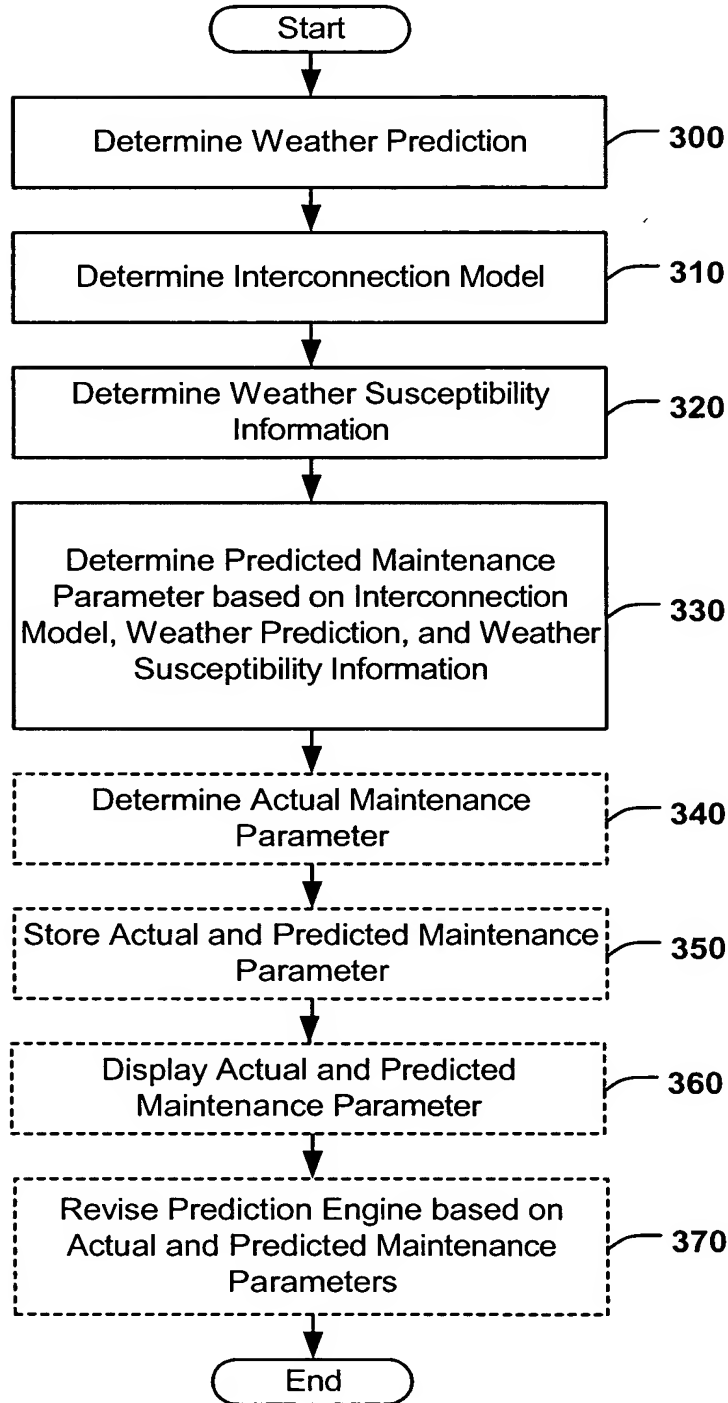 Start
Determine Weather Prediction
300
Determine Interconnection Model
310
Determine Weather Susceptibility
Information
320
Determine Predicted Maintenance
Parameter based on Interconnection
Model, Weather Prediction, and Weather
Susceptibility Information
330
Determine Actual Maintenance
Parameter
340
Store Actual and Predicted Maintenance
Parameter
350
Display Actual and Predicted
Maintenance Parameter
360
Revise Prediction Engine based on
Actual and Predicted Maintenance
Parameters
370
End